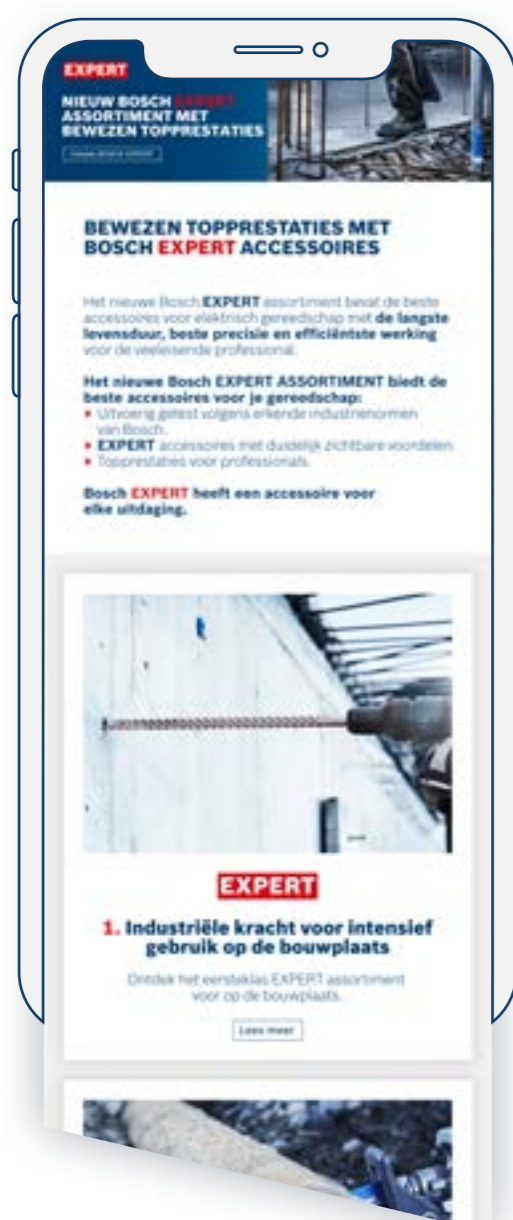 EXPERT
NIEUW BOSCH EXPERT
ASSORTIMENT MET
BEWEZEN TOPPRESTATIES
BEWEZEN TOPPRESTATIES MET
BOSCH EXPERT ACCESSOIRES
Het nieuwe Bosch EXPERT assortiment bevat de beste
accessoires voor elektrisch gereedschap met de langste
levensduur, beste precisie en efficiëntste werking
voor de veeleisende professional.
Het nieuwe Bosch EXPERT ASSORTIMENT biedt de
beste accessoires voor je gereedschap:
Uitvoerig getest volgens erkende industrienormen
van Bosch.
EXPERT accessoires met duidelijk zichtbare voordelen
Topprestaties voor professionals.
Bosch EXPERT heeft een accessoire voor
elke uitdaging.
EXPERT
1. Industriële kracht voor intensief
gebruik op de bouwplaats
Ontdek het eersteklas EXPERT assortiment
voor op de bouwplaats.
Lees meer